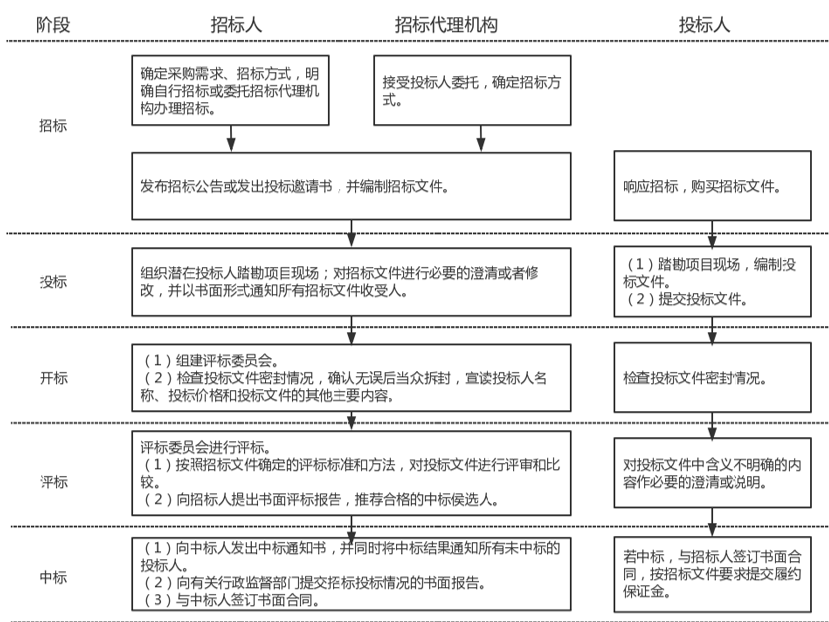 阶段 招标人 招标代理机构 投标人
招标
确定采购需求、招标方式，明
确自行招标或委托招标代理机
构办理招标。
接受投标人委托，确定招标方
式。
发布招标公告或发出投标邀请书，并编制招标文件。
响应招标，购买招标文件。
投标
组织潜在投标人踏勘项目现场；对招标文件进行必要的澄清或者修
改，并以书面形式通知所有招标文件收受人。
（1）踏勘项目现场，编制投
标文件。
（2）提交投标文件。
开标
（1）组建评标委员会。
（2）检查投标文件密封情况，确认无误后当众拆封，宣读投标人名
称、投标价格和投标文件的其他主要内容。
检查投标文件密封情况。
评标
评标委员会进行评标。
（1）按照招标文件确定的评标标准和方法，对投标文件进行评审和比
较。
（2）向招标人提出书面评标报告，推荐合格的中标侯选人。
对投标文件中含义不明确的内
容作必要的澄清或说明。
中标
（1）向中标人发出中标通知书，并同时将中标结果通知所有未中标的
投标人。
（2）向有关行政监督部门提交招标投标情况的书面报告。
（3）与中标人签订书面合同。
若中标，与招标人签订书面合
同，按招标文件要求提交履约
保证金。